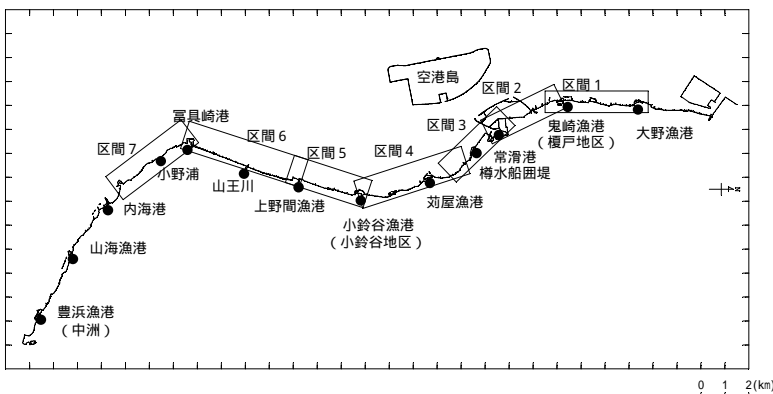 空港島
区間１
区間２
鬼崎漁港
（榎戸地区）
大野漁港
冨具崎港
区間３
常滑港
樽水船囲堤
区間６
区間４
区間７
区間５
小野浦
山王川
上野間漁港
苅屋漁港
内海港
小鈴谷漁港
（小鈴谷地区）
山海漁港
豊浜漁港
（中洲）
N
0 1 2(km)